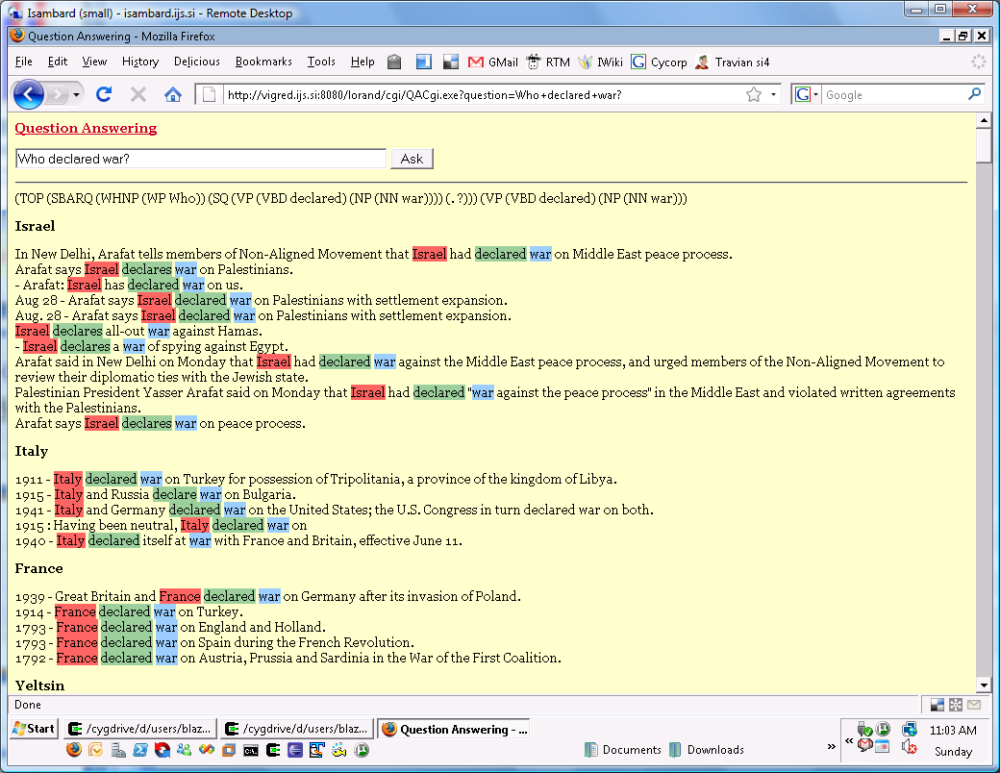 Isambard (small) - isambard.ijs.si - Remote Desktop
Question Answering - Mozilla Firefox
File Edit View History Delicious Bookmarks Tools Help GMail RTM IWiki Cycorp Travian si4
http://vigred.ijs.si:8080/lorand/cgi/QACgi.exe?question=Who+declared+war? Google
Question Answering
Who declared war? Ask
(TOP (SBARQ (WHNP (WP Who)) (SQ (VP (VBD declared) (NP (NN war)))) (. ?))) (VP (VBD declared) (NP (NN war)))
Israel
In New Delhi, Arafat tells members of Non-Aligned Movement that Israel had declared war on Middle East peace process.
Arafat says Israel declares war on Palestinians.
- Arafat: Israel has declared war on us.
Aug 28 - Arafat says Israel declared war on Palestinians with settlement expansion.
Aug. 28 - Arafat says Israel declared war on Palestinians with settlement expansion.
Israel declares all-out war against Hamas.
- Israel declares a war of spying against Egypt.
Arafat said in New Delhi on Monday that Israel had declared war against the Middle East peace process, and urged members of the Non-Aligned Movement to
review their diplomatic ties with the Jewish state.
Palestinian President Yasser Arafat said on Monday that Israel had declared "war against the peace process" in the Middle East and violated written agreements
with the Palestinians.
Arafat says Israel declares war on peace process.
Italy
1911 - Italy declared war on Turkey for possession of Tripolitania, a province of the kingdom of Libya.
1915 - Italy and Russia declare war on Bulgaria.
1941 - Italy and Germany declared war on the United States; the U.S. Congress in turn declared war on both.
1915 : Having been neutral, Italy declared war on
1940 - Italy declared itself at war with France and Britain, effective June 11.
France
1939 - Great Britain and France declared war on Germany after its invasion of Poland.
1914 - France declared war on Turkey.
1793 - France declared war on England and Holland.
1793 - France declared war on Spain during the French Revolution.
1792 - France declared war on Austria, Prussia and Sardinia in the War of the First Coalition.
Yeltsin
Done
Start /cygdrive/d/users/blaz... /cygdrive/d/users/blaz... Question Answering - ... 11:03 AM
Documents Downloads » « Sunday